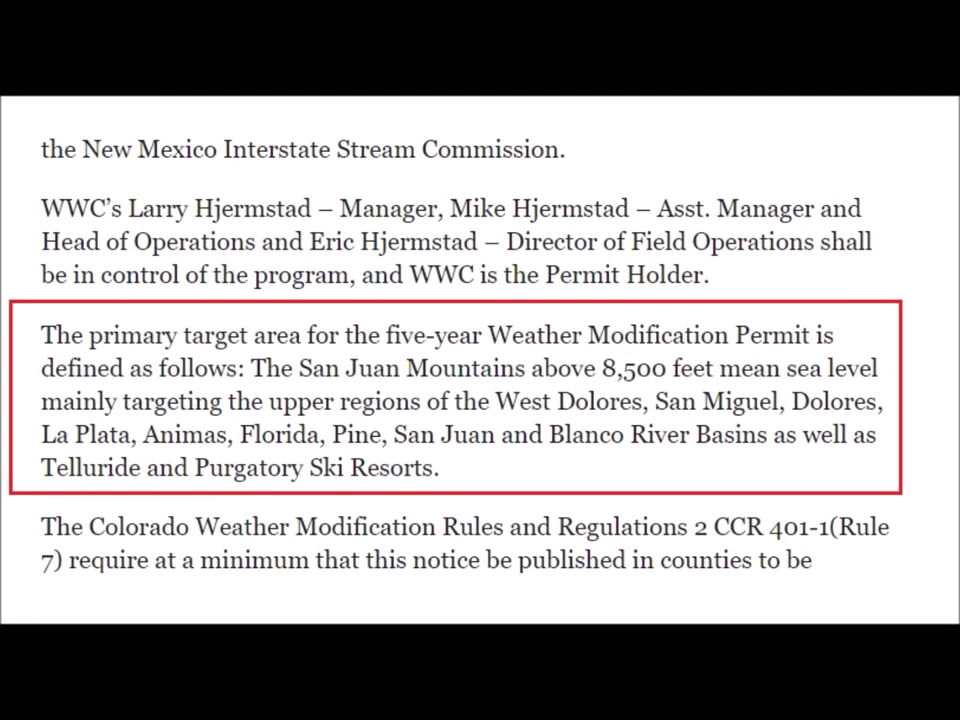 the New Mexico Interstate Stream Commission.
WWC’s Larry Hjermstad – Manager, Mike Hjermstad – Asst. Manager and
Head of Operations and Eric Hjermstad – Director of Field Operations shall
be in control of the program, and WWC is the Permit Holder.
The primary target area for the five-year Weather Modification Permit is
defined as follows: The San Juan Mountains above 8,500 feet mean sea level
mainly targeting the upper regions of the West Dolores, San Miguel, Dolores,
La Plata, Animas, Florida, Pine, San Juan and Blanco River Basins as well as
Telluride and Purgatory Ski Resorts.
The Colorado Weather Modification Rules and Regulations 2 CCR 401-1(Rule
7) require at a minimum that this notice be published in counties to be